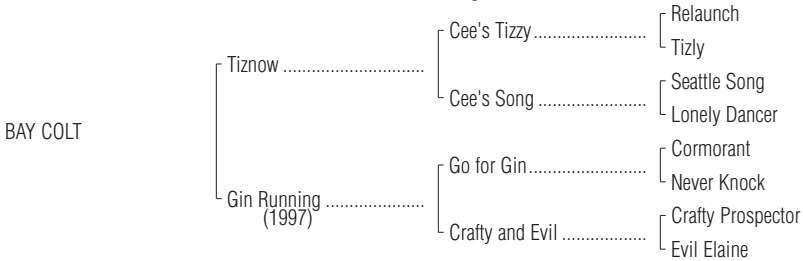 Relaunch
Cee's Tizzy
Tizly
Tiznow
Seattle Song
Cee's Song
Lonely Dancer
BAY COLT
Cormorant
Go for Gin
Never Knock
Gin Running
(1997)
Crafty Prospector
Crafty and Evil
Evil Elaine